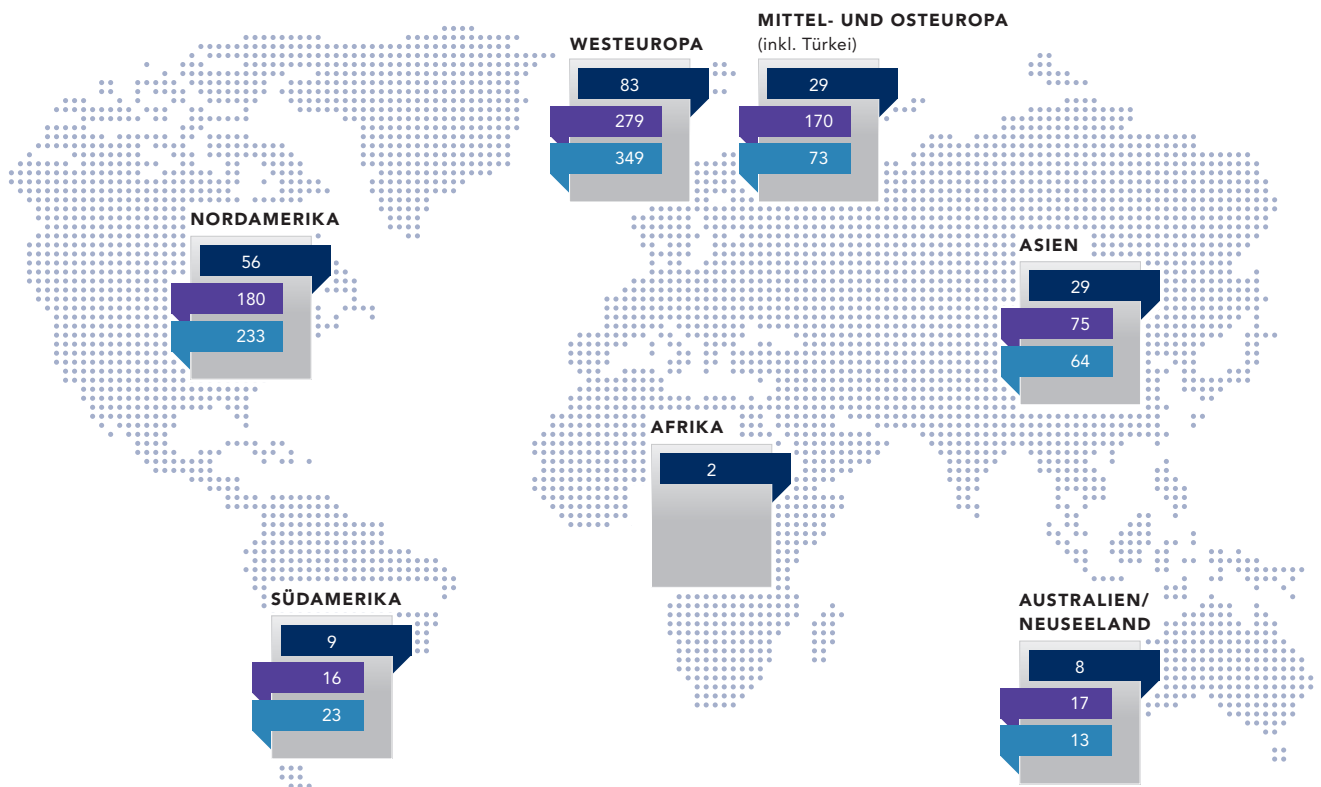 MITTEL- UND OSTEUROPA
(inkl. Türkei)
29
170
73
WESTEUROPA
83
279
349
NORDAMERIKA
56
180
233
ASIEN
29
75
64
AFRIKA
2
SÜDAMERIKA
9
16
23
AUSTRALIEN/
NEUSEELAND
8
17
13